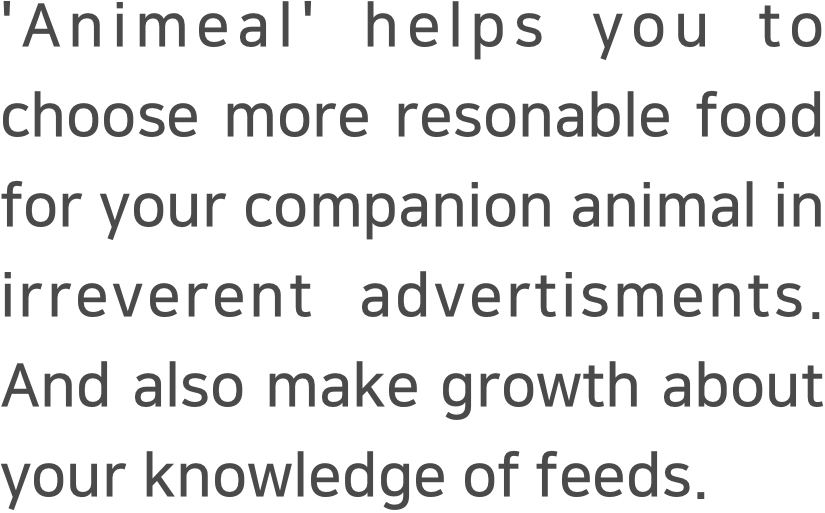 'Animeal' helps you to
choose more resonable food
for your companion animal in
irreverent advertisments.
And also make growth about
your knowledge of feeds.